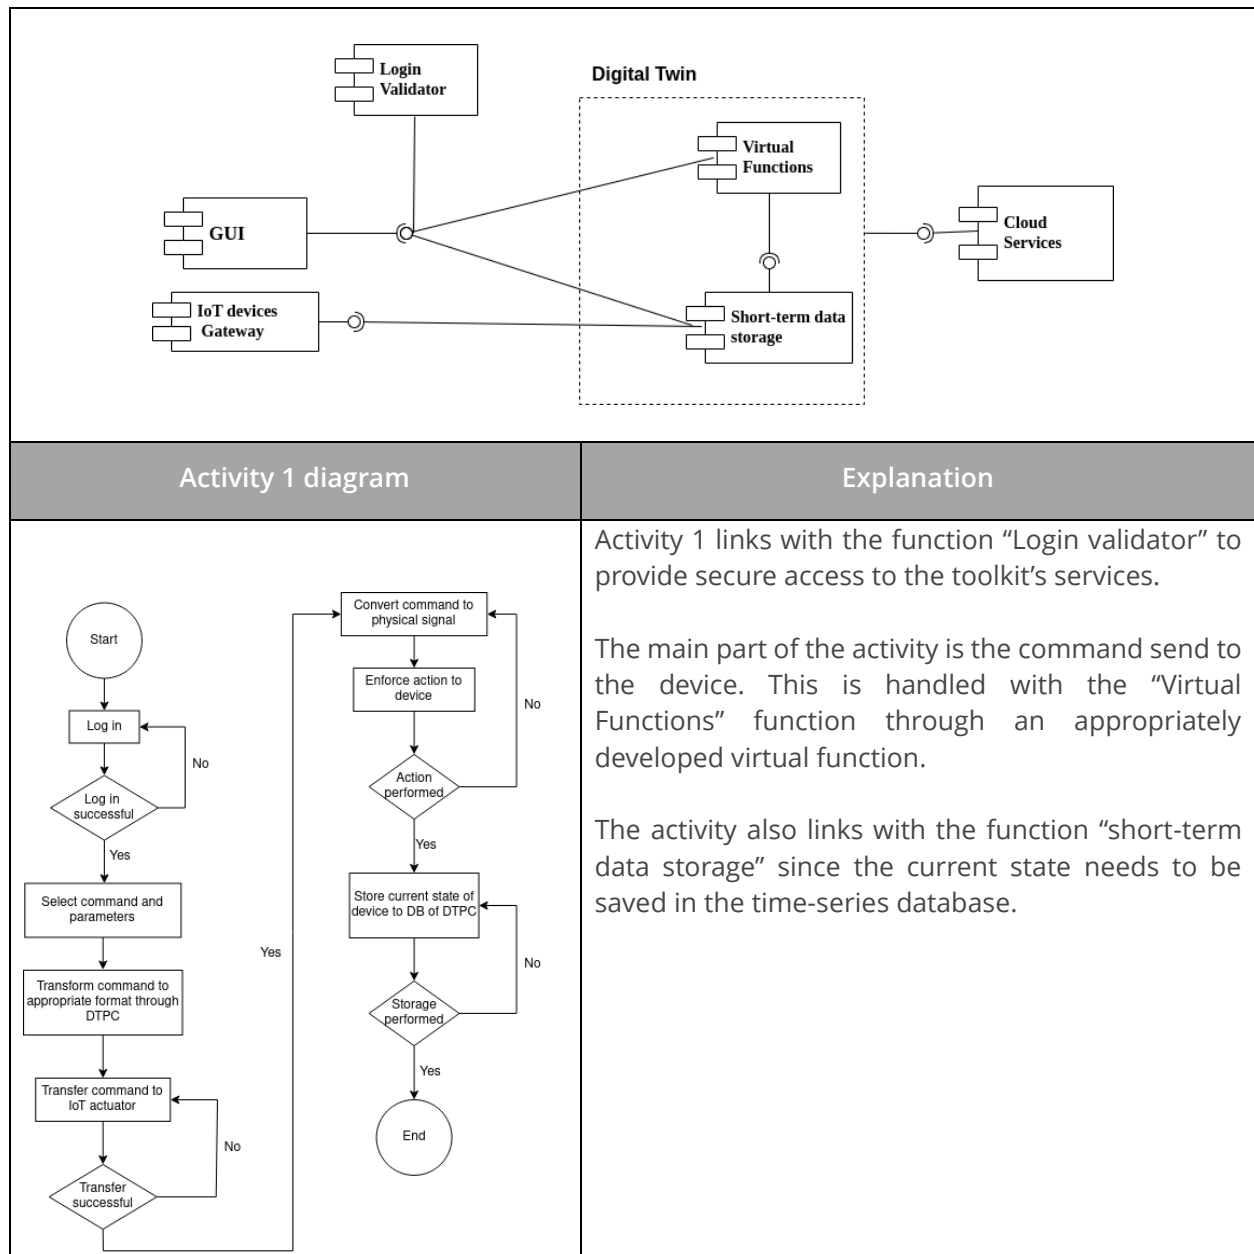 Login
Validator
Digital Twin
Virtual
Functions
GUI
Cloud
Services
IoT devices
Gateway
Short-term data
storage
Activity 1 diagram
Explanation
Start
Log in
No
Log in
successful
Yes
Select command and
parameters
Transform command to
appropriate format through
DTPC
Transfer command to
IoT actuator
No
Transfer
successful
Yes
Convert command to
physical signal
Enforce action to
device
No
Action
performed
Yes
Store current state of
device to DB of DTPC
No
Storage
performed
Yes
End
Activity 1 links with the function “Login validator” to
provide secure access to the toolkit’s services.
The main part of the activity is the command send to
the device. This is handled with the “Virtual
Functions” function through an appropriately
developed virtual function.
The activity also links with the function “short-term
data storage” since the current state needs to be
saved in the time-series database.